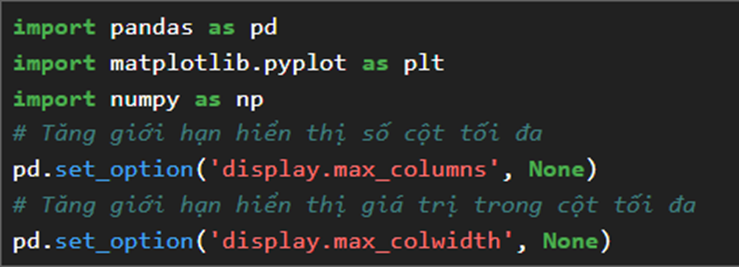 import pandas as pd
import matplotlib.pyplot as plt
import numpy as np
# Tăng giới hạn hiển thị số cột tối đa
pd.set_option('display.max_columns', None)
# Tăng giới hạn hiển thị giá trị trong cột tối đa
pd.set_option('display.max_colwidth', None)